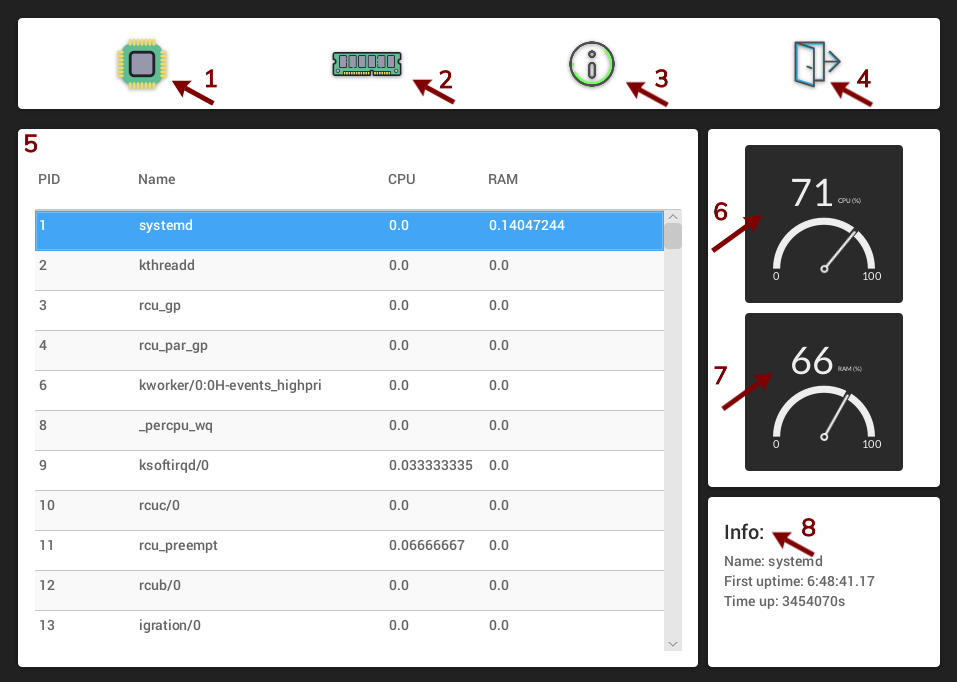 1
2
3
4
5
PID Name CPU RAM
1 systemd 0.0 0.14047244
2 kthreadd 0.0 0.0
3 rcu_gp 0.0 0.0
4 rcu_par_gp 0.0 0.0
6 kworker/0:0H-events_highpri 0.0 0.0
8 _percpu_wq 0.0 0.0
9 ksoftirqd/0 0.033333335 0.0
10 rcuc/0 0.0 0.0
11 rcu_preempt 0.06666667 0.0
12 rcub/0 0.0 0.0
13 igration/0 0.0 0.0
6
71 CPU (%)
0 100
7
66 RAM (%)
0 100
Info:
8
Name: systemd
First uptime: 6:48:41.17
Time up: 3454070s